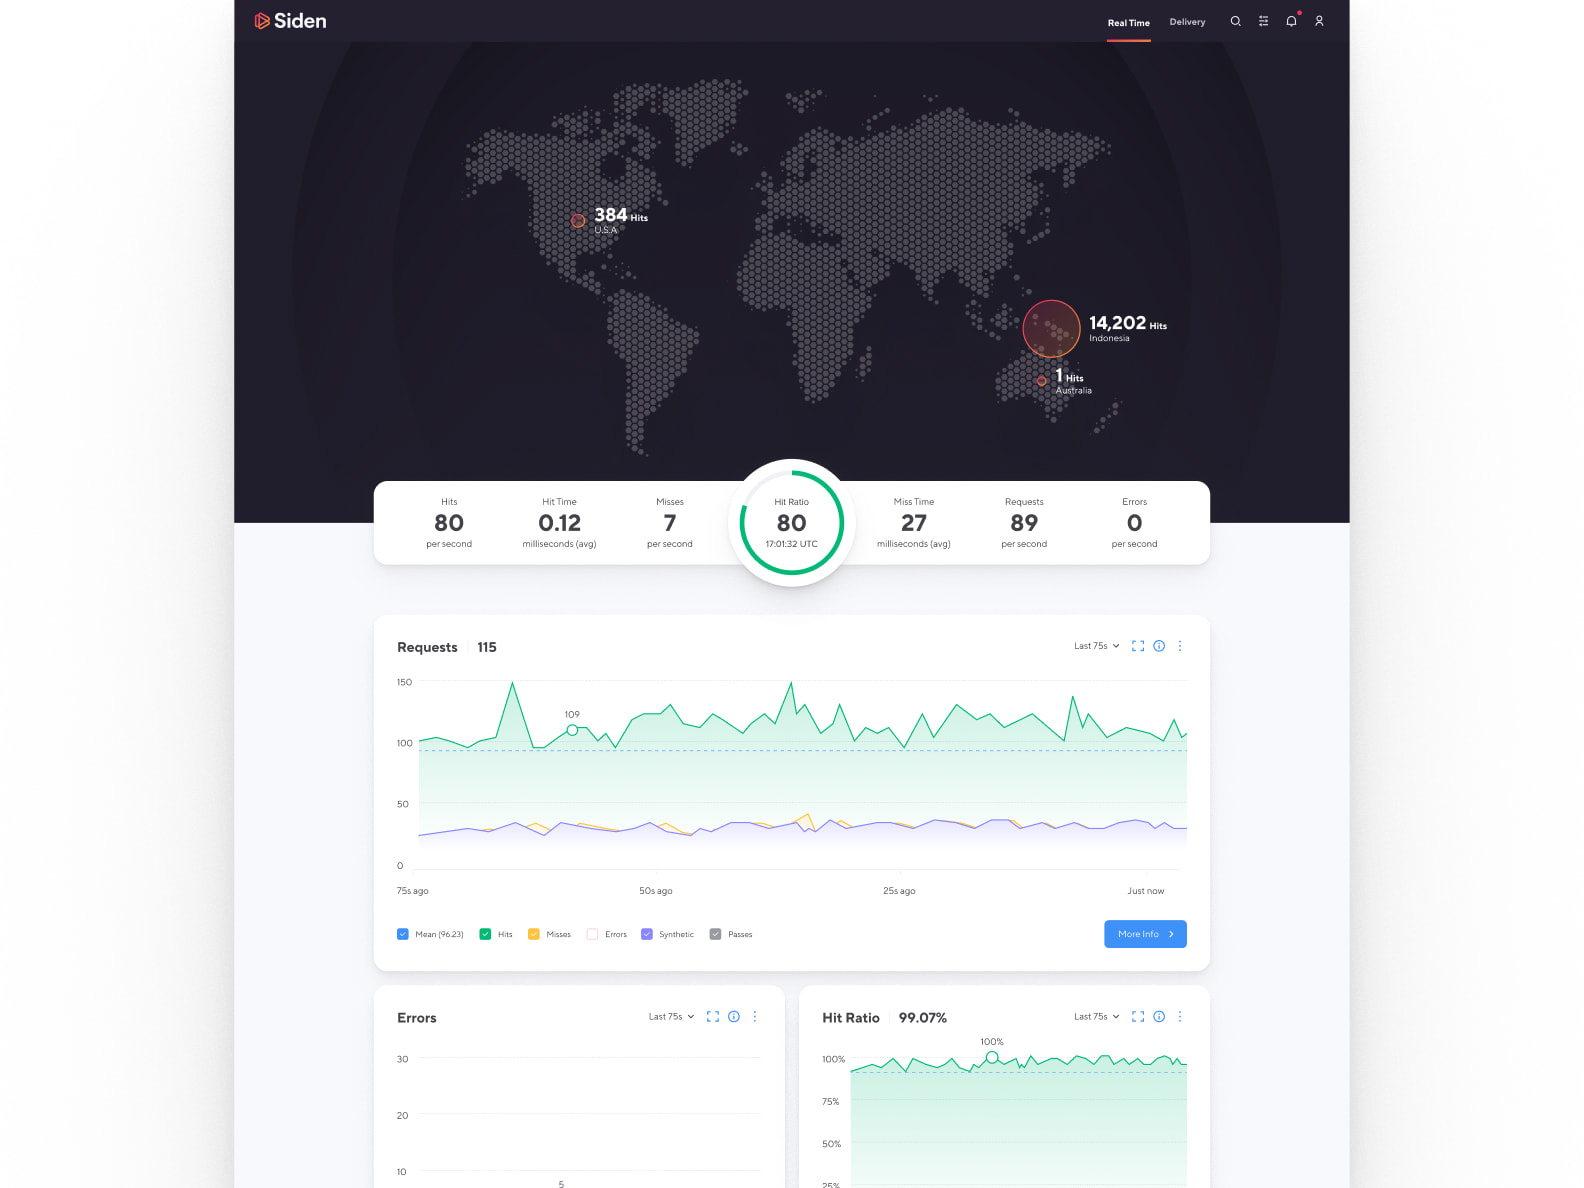 Siden
Real Time
Delivery
384 Hits
U.S.A
14,202 Hits
Indonesia
1 Hits
Australia
Hits
80
per second
Hit Time
0.12
milliseconds (avg)
Misses
7
per second
Hit Ratio
80
17:01:32 UTC
Miss Time
27
milliseconds (avg)
Requests
89
per second
Errors
0
per second
Requests 115
Last 75s
150
109
100
50
0
75s ago 50s ago 25s ago Just now
Mean (96.23) Hits Misses Errors Synthetic Passes
More Info
Errors
Last 75s
30
20
10
5
Hit Ratio 99.07%
Last 75s
100%
100%
75%
50%
25%